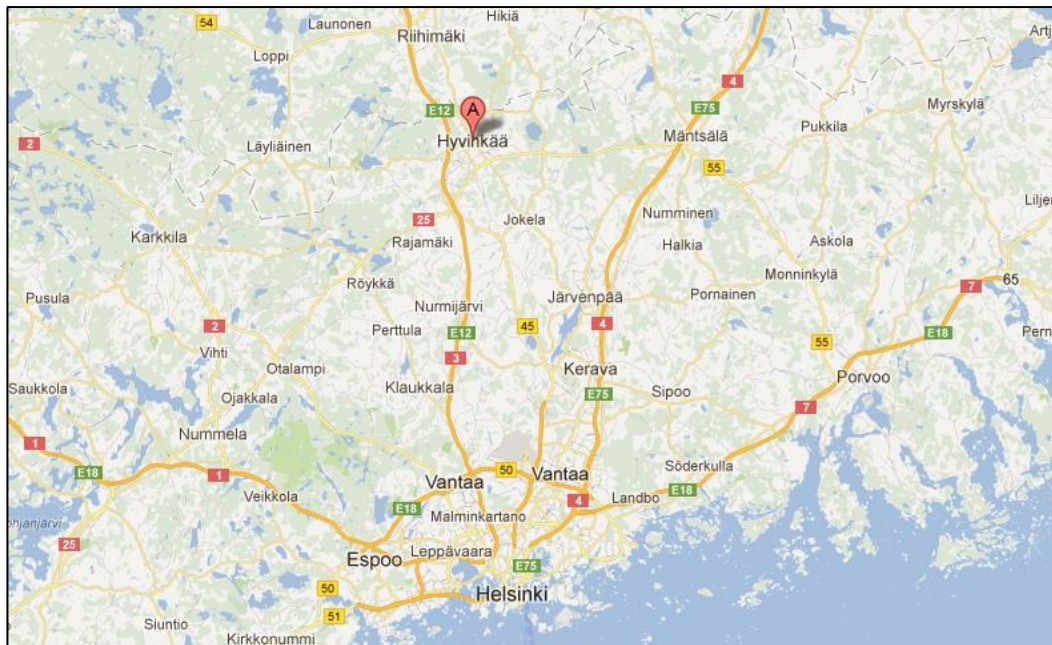 54
Launonen
Hikiä
Riihimäki
Loppi
4
2
E12
A
E75
Myrskylä
Pukkila
Läyliäinen
Hyvinkää
Mäntsälä
55
25
Jokela
Numminen
Karkkila
Rajamäki
Halkia
Askola
Röykkä
Monninkylä
65
Pusula
Nurmijärvi
Järvenpää
Pornainen
7
2
Perttula
E12
45
4
E18
55
Vihti
3
Otalampi
Kerava
Porvoo
Saukkola
Klaukkala
E75
Sipoo
Ojakkala
7
Nummela
1
E18
1
Vantaa
50
Vantaa
Söderkulla
E18
Veikkola
E18
4
Landbo
Malminkartano
25
Espoo
Leppävaara
E75
50
Helsinki
51
Siuntio
Kirkkonummi